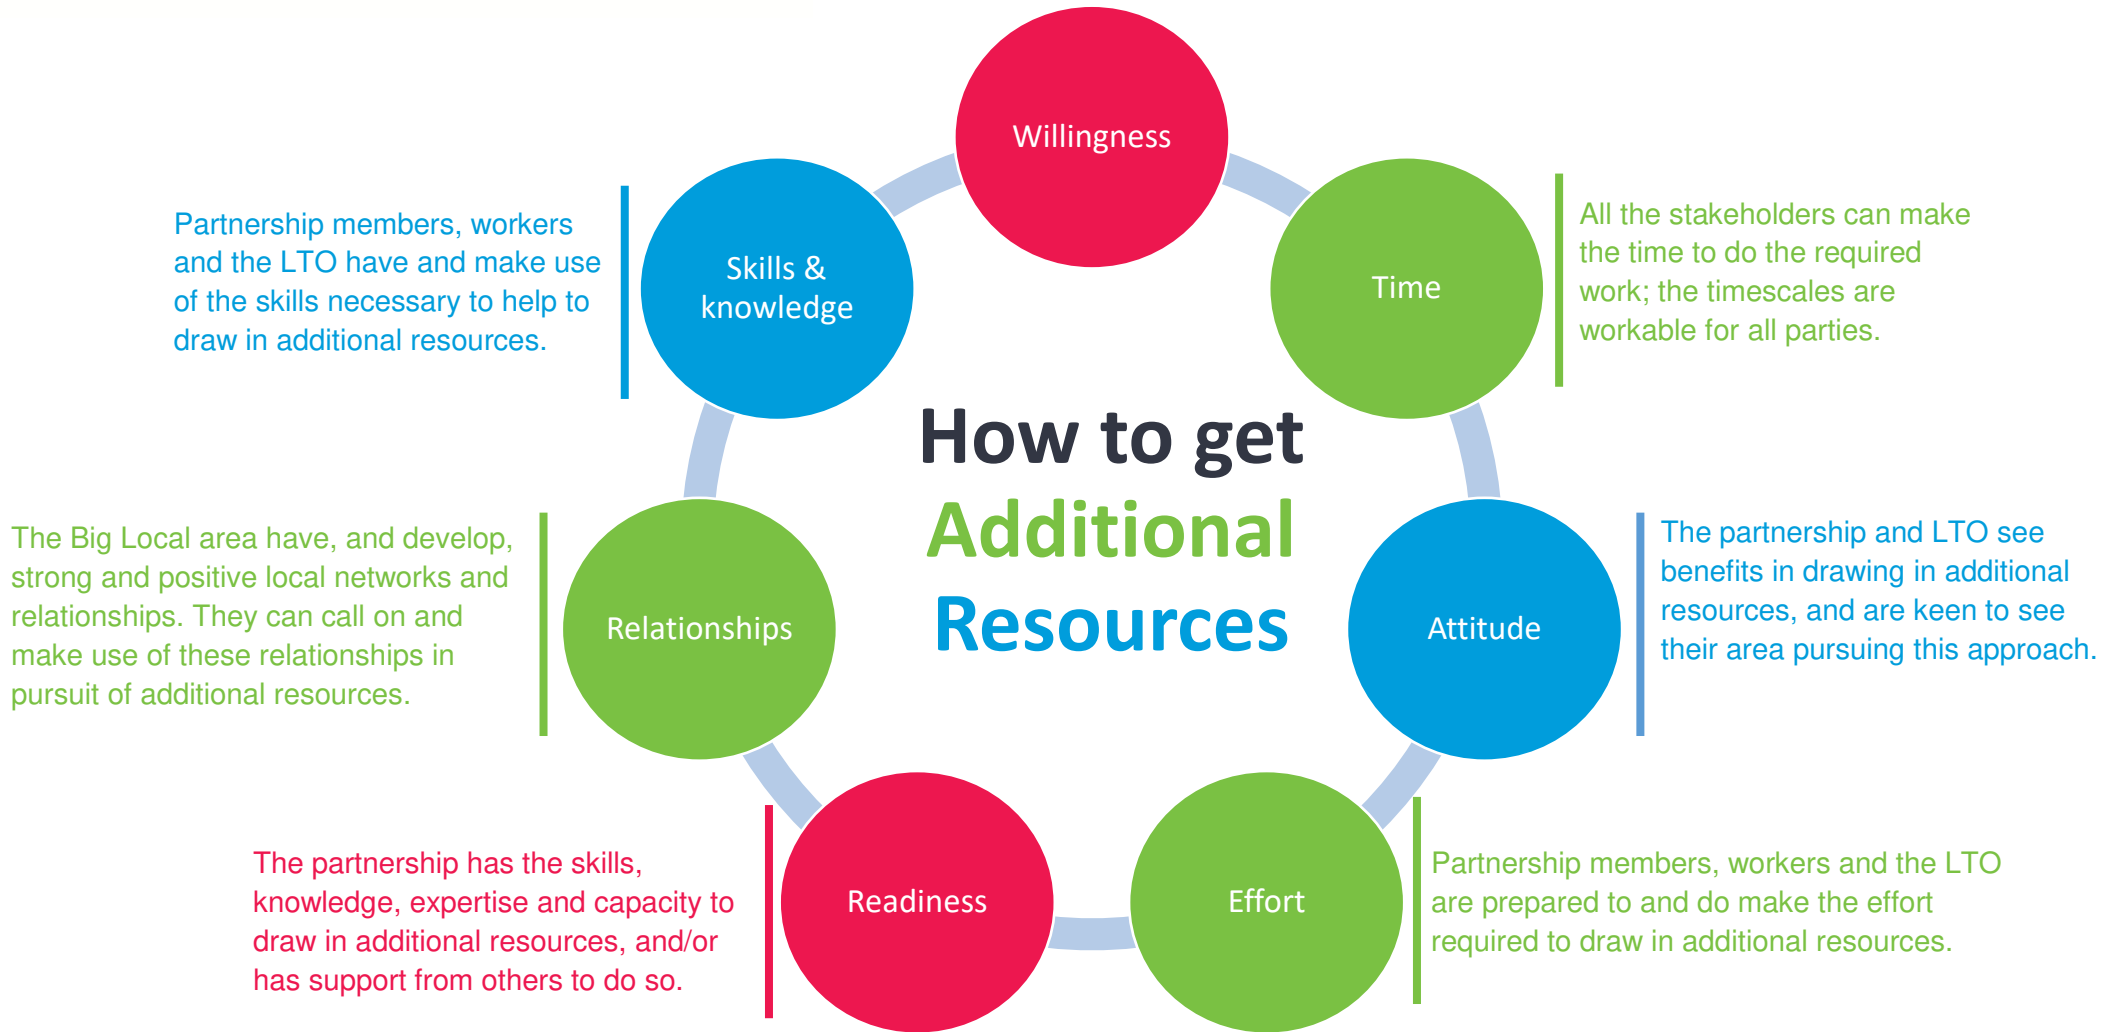 Willingness
Partnership members, workers
and the LTO have and make use
of the skills necessary to help to
draw in additional resources.
Skills &
knowledge
Time
All the stakeholders can make
the time to do the required
work; the timescales are
workable for all parties.
How to get
Additional
Resources
The Big Local area have, and develop,
strong and positive local networks and
relationships. They can call on and
make use of these relationships in
pursuit of additional resources.
Relationships
Attitude
The partnership and LTO see
benefits in drawing in additional
resources, and are keen to see
their area pursuing this approach.
The partnership has the skills,
knowledge, expertise and capacity to
draw in additional resources, and/or
has support from others to do so.
Readiness
Effort
Partnership members, workers and the LTO
are prepared to and do make the effort
required to draw in additional resources.